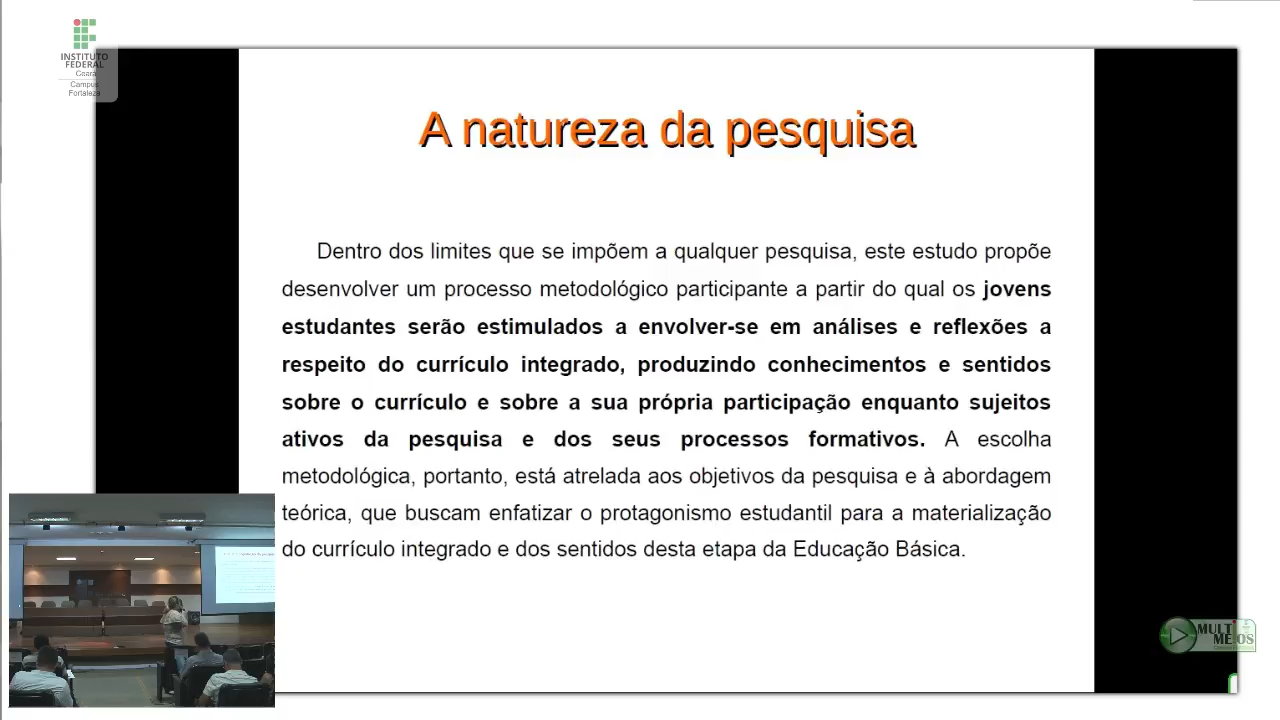 INSTITUTO
FEDERAL
Ceará
Campus
Fortaleza
A natureza da pesquisa
Dentro dos limites que se impõem a qualquer pesquisa, este estudo propõe
desenvolver um processo metodológico participante a partir do qual os jovens
estudantes serão estimulados a envolver-se em análises e reflexões a
respeito do currículo integrado, produzindo conhecimentos e sentidos
sobre o currículo e sobre a sua própria participação enquanto sujeitos
ativos da pesquisa e dos seus processos formativos. A escolha
metodológica, portanto, está atrelada aos objetivos da pesquisa e à abordagem
teórica, que buscam enfatizar o protagonismo estudantil para a materialização
do currículo integrado e dos sentidos desta etapa da Educação Básica.
MULT
MEIOS